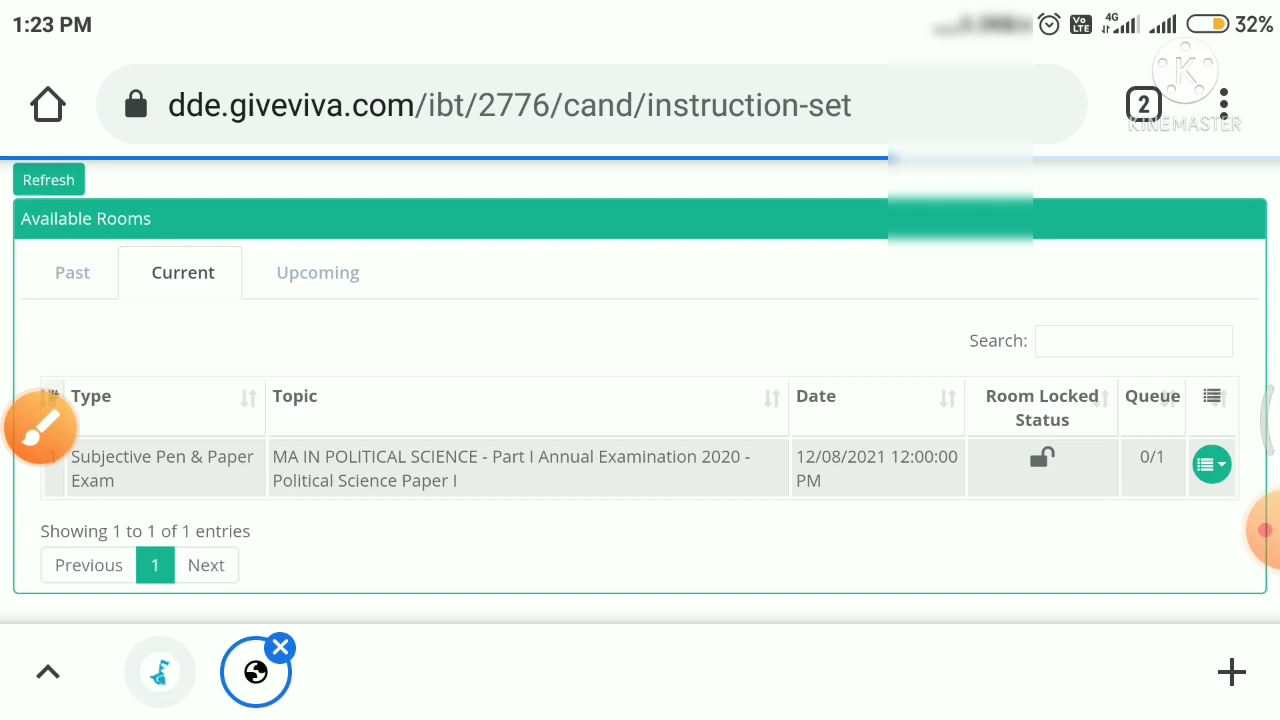 1:23 PM
4G
Vo
LTE
32%
dde.giveviva.com/ibt/2776/cand/instruction-set
2
K
KINEMASTER
Refresh
Available Rooms
Past Current Upcoming
Search:
# Type Topic Date Room Locked Queue
Status
1 Subjective Pen & Paper MA IN POLITICAL SCIENCE - Part I Annual Examination 2020 - 12/08/2021 12:00:00 0/1
Exam Political Science Paper I PM
Showing 1 to 1 of 1 entries
Previous 1 Next